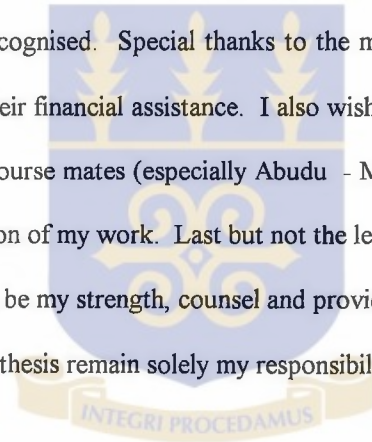 cognised. Special thanks to the m
eir financial assistance. I also wish
ourse mates (especially Abudu - M
on of my work. Last but not the le
be my strength, counsel and provi
thesis remain solely my responsibil
INTEGRI PROCEDAMUS